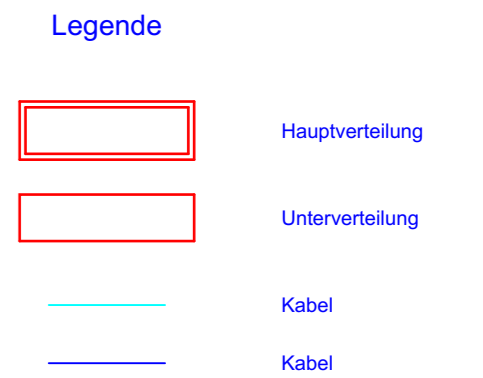 Legende
Hauptverteilung
Unterverteilung
Kabel
Kabel